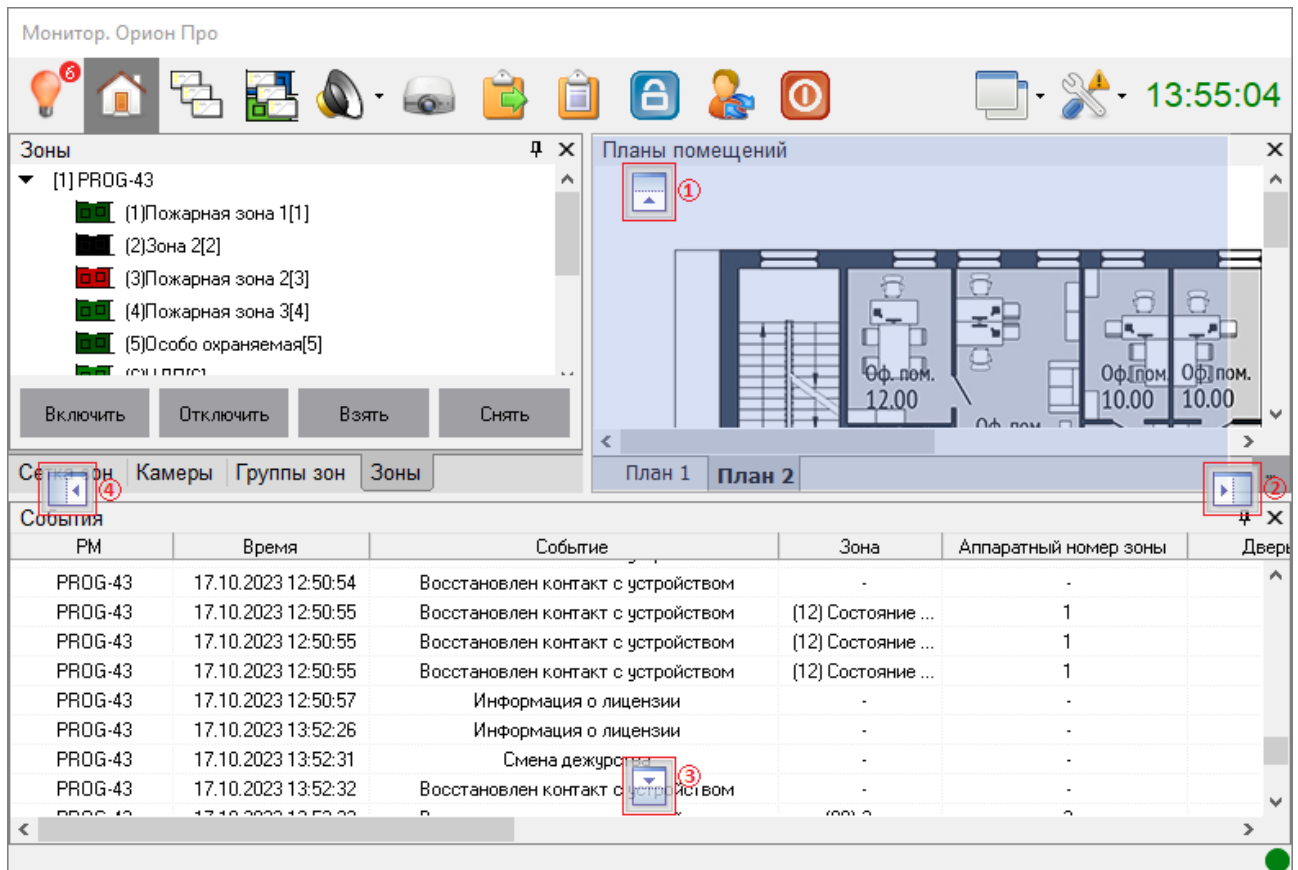 Монитор. Орион Про
6
13:55:04
Зоны
Планы помещений
[1] PROG-43
①
(1)Пожарная зона 1[1]
(2)Зона 2[2]
(3)Пожарная зона 2[3]
(4)Пожарная зона 3[4]
(5)Особо охраняемая[5]
Оф. пом.
12.00
Оф. пом.
10.00
Оф. пом.
10.00
Включить Отключить Взять Снять
План 1 План 2
Камеры Группы зон Зоны
④
②
События
РМ Время Событие Зона Аппаратный номер зоны Дверь
PROG-43 17.10.2023 12:50:54 Восстановлен контакт с устройством - -
PROG-43 17.10.2023 12:50:55 Восстановлен контакт с устройством (12) Состояние ... 1
PROG-43 17.10.2023 12:50:55 Восстановлен контакт с устройством (12) Состояние ... 1
PROG-43 17.10.2023 12:50:55 Восстановлен контакт с устройством (12) Состояние ... 1
PROG-43 17.10.2023 12:50:57 Информация о лицензии - -
PROG-43 17.10.2023 13:52:26 Информация о лицензии - -
PROG-43 17.10.2023 13:52:31 Смена дежурства - -
③
PROG-43 17.10.2023 13:52:32 Восстановлен контакт с устройством - -